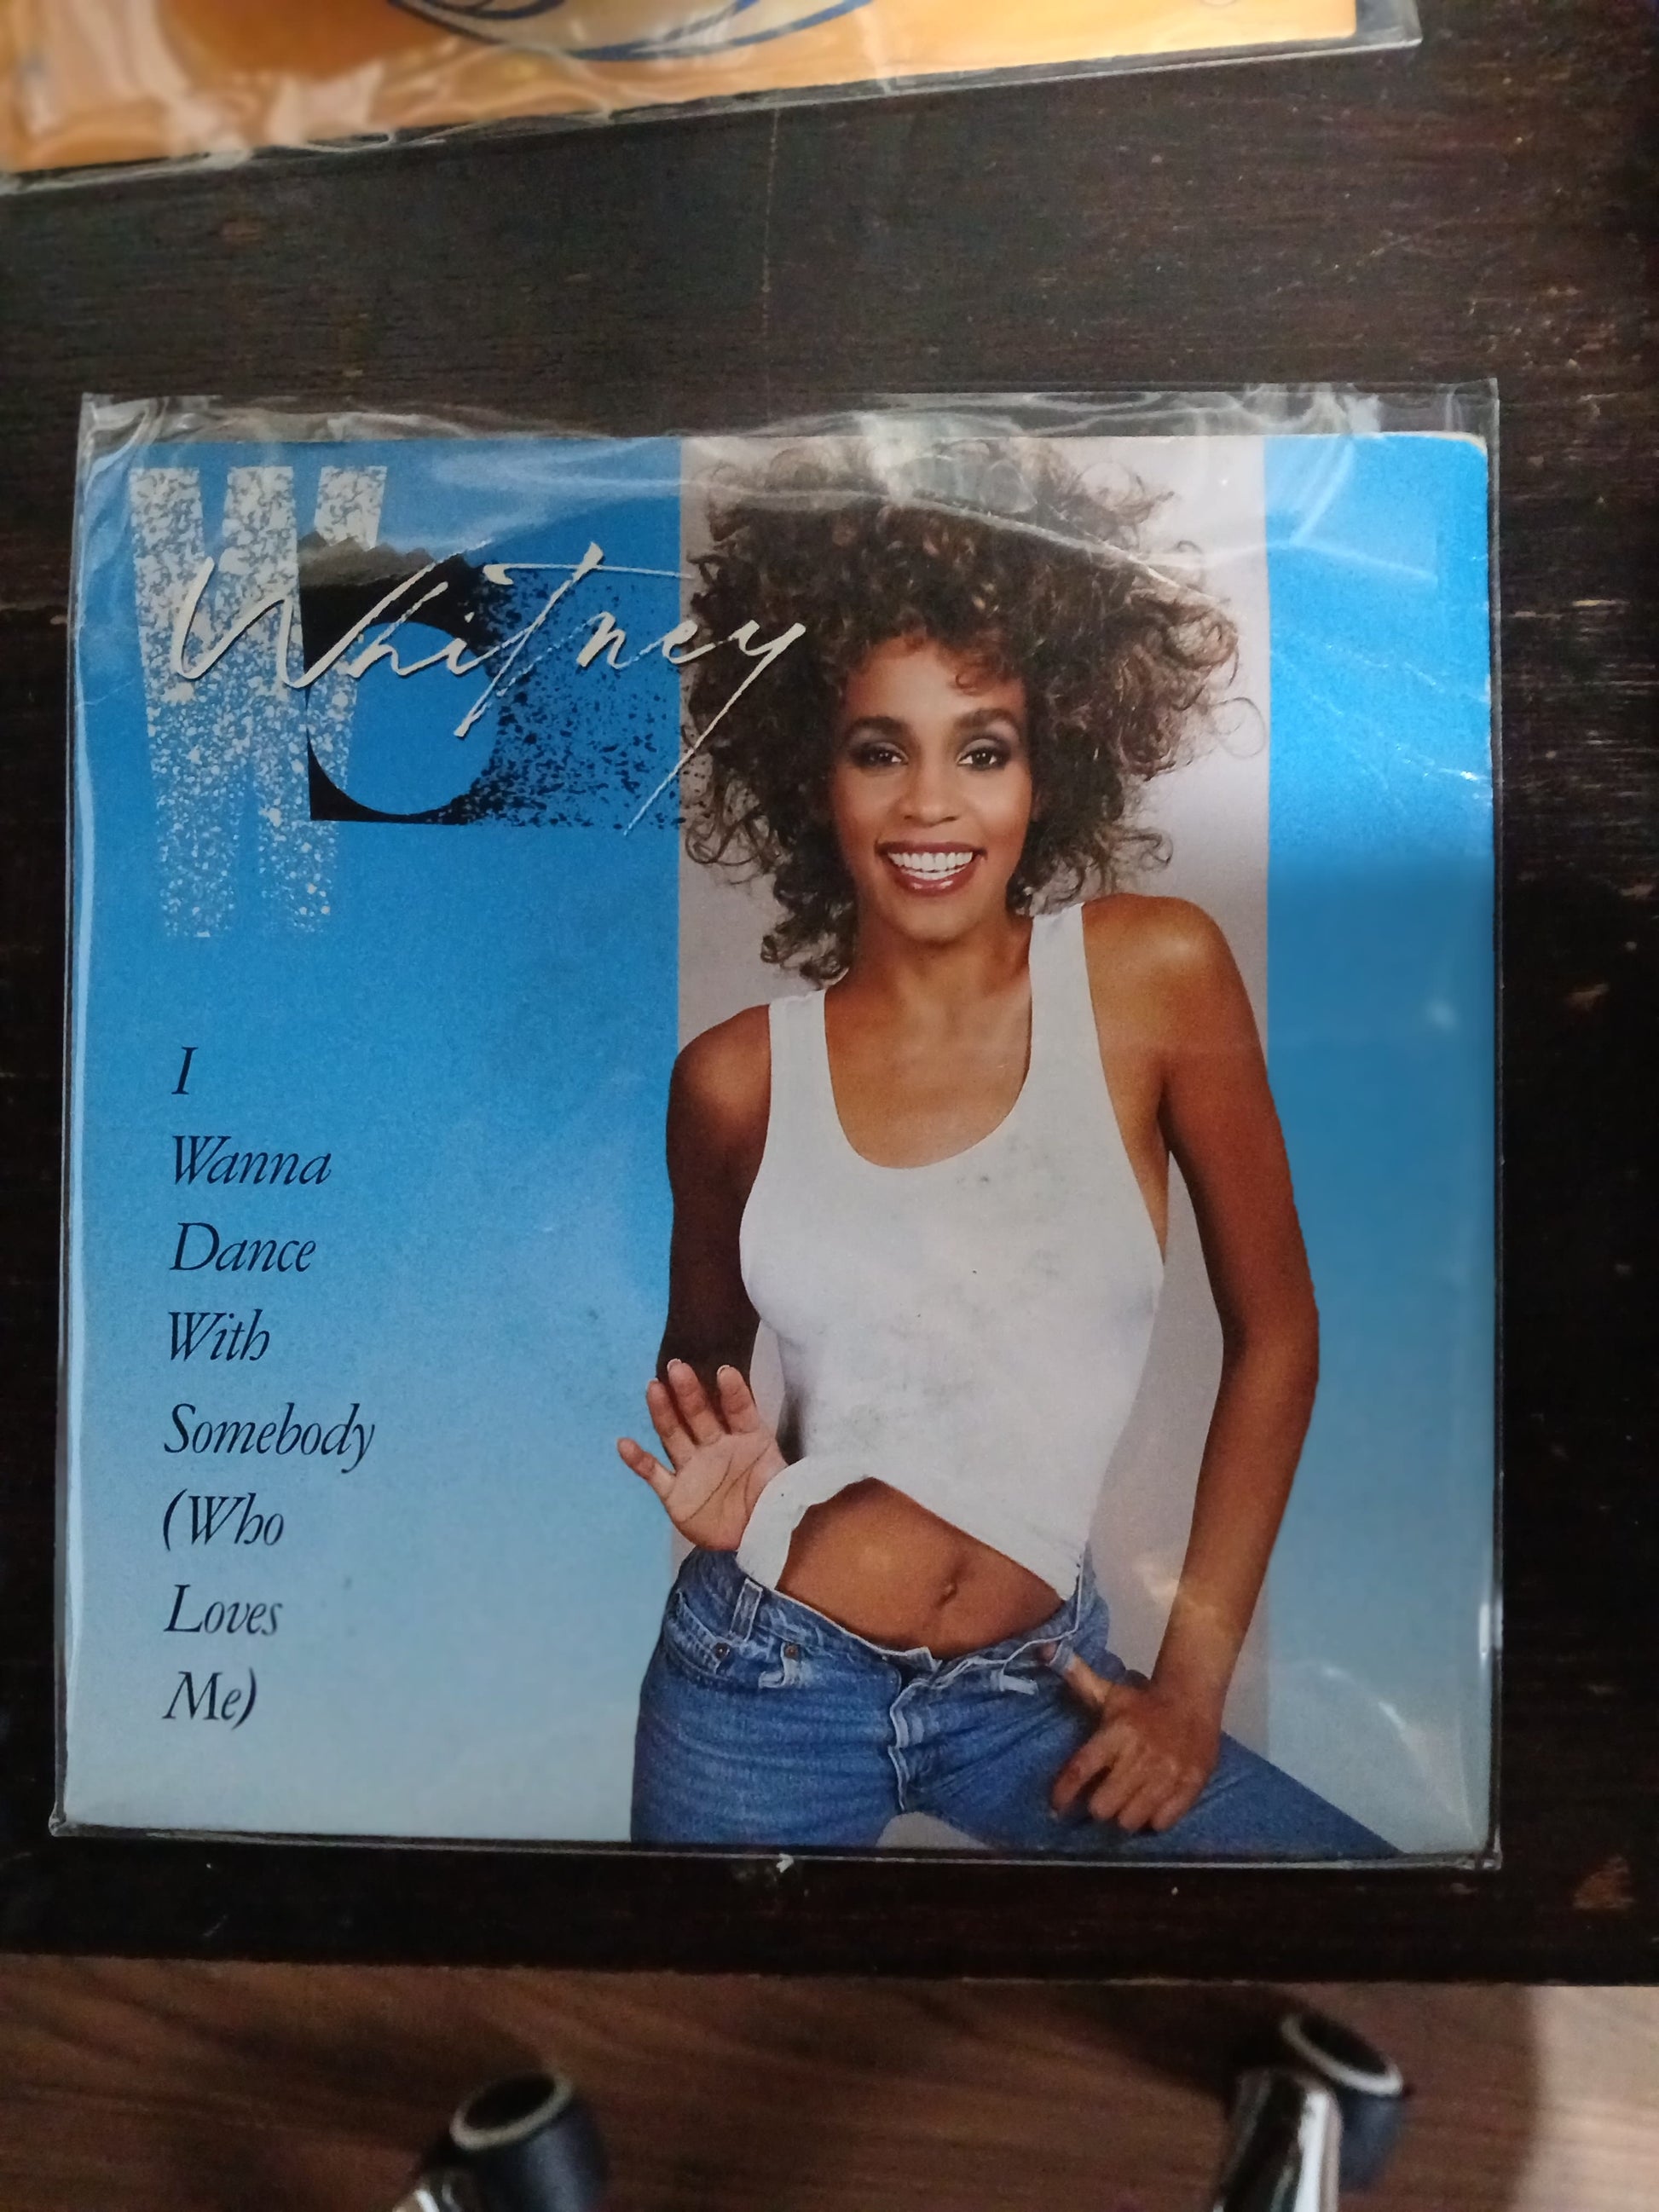 W
Whitney
I
Wanna
Dance
With
Somebody
(Who
Loves
Me)